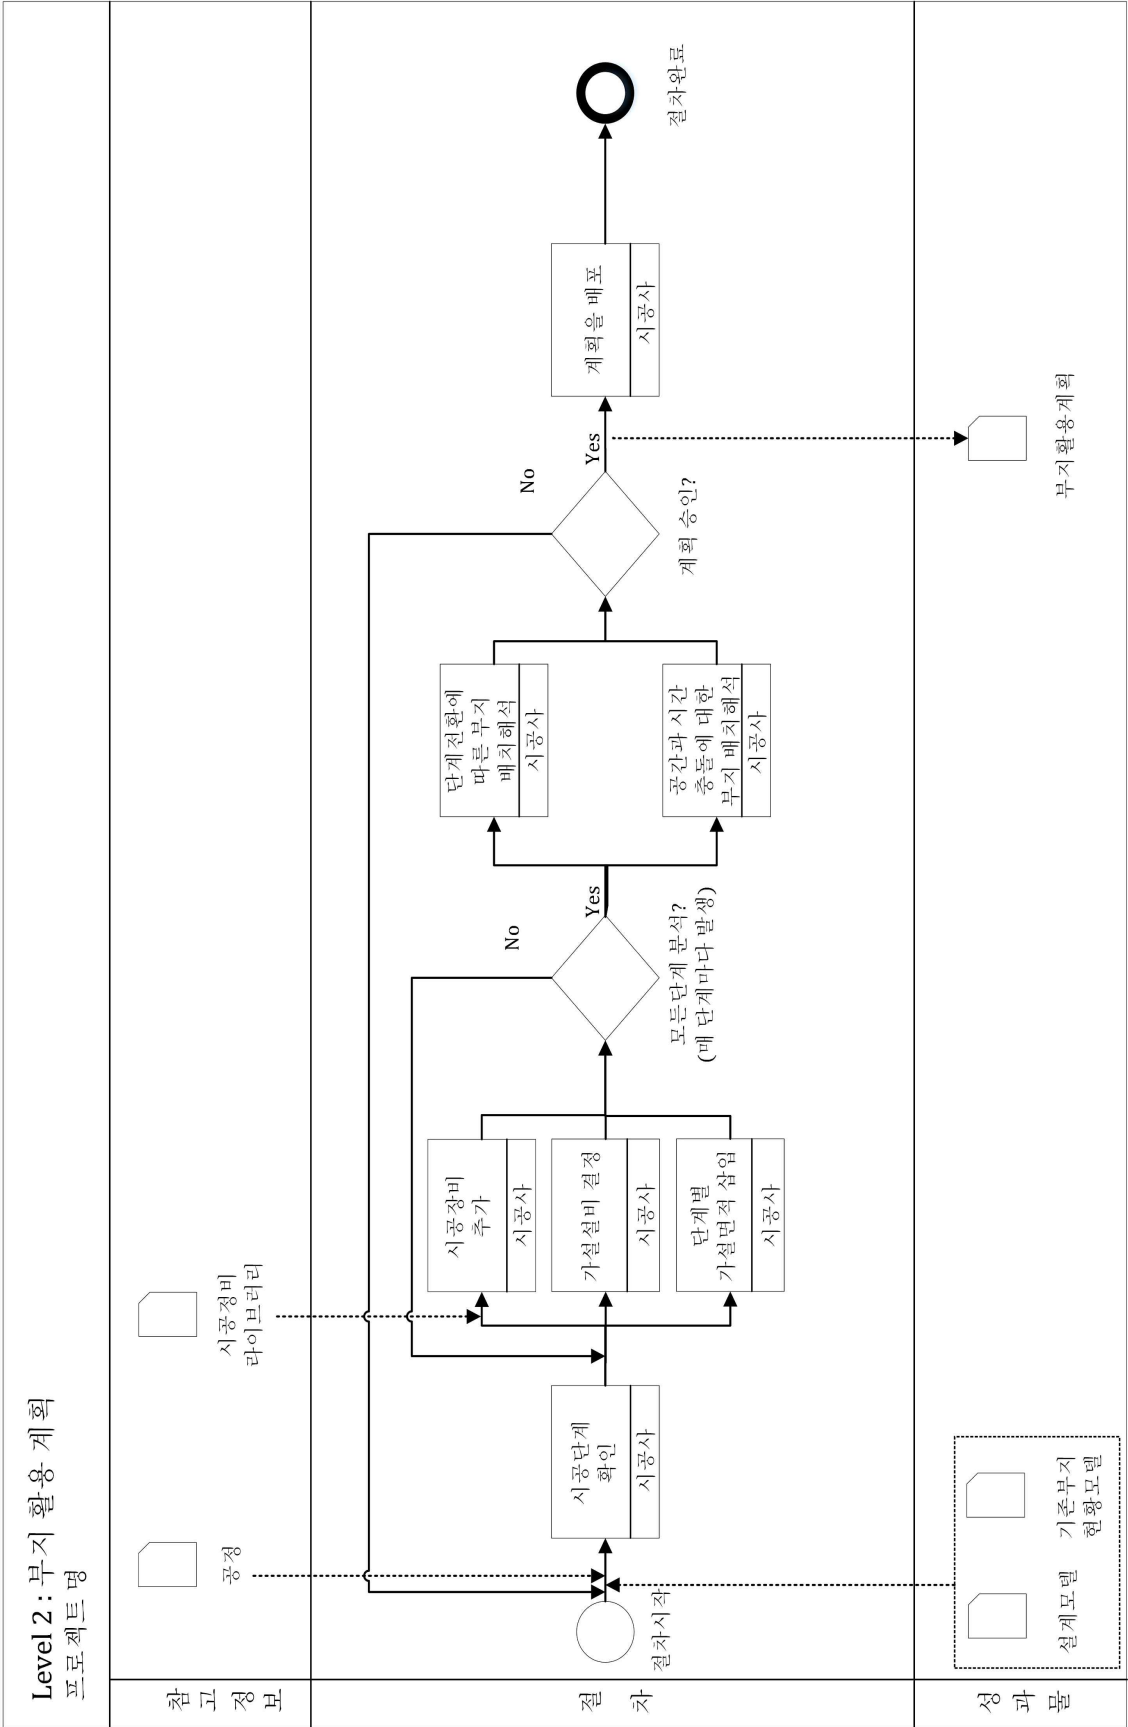 Level 2 : 부지 활용 계획
프로젝트 명
참고정보
공정
시공장비
라이브러리
절차
절차시작
시공단계
확인
시공사
시공장비
추가
시공사
가설설비 결정
시공사
단계별
가설면적 삽입
시공사
No
Yes
모든단계 분석?
(매 단계마다 발생)
단계전환에
따른 부지
배치해석
시공사
공간과 시간
충돌에 대한
부지 배치해석
시공사
No
Yes
계획 승인?
계획을 배포
시공사
절차완료
성과물
설계모델
기존부지
현황모델
부지활용계획